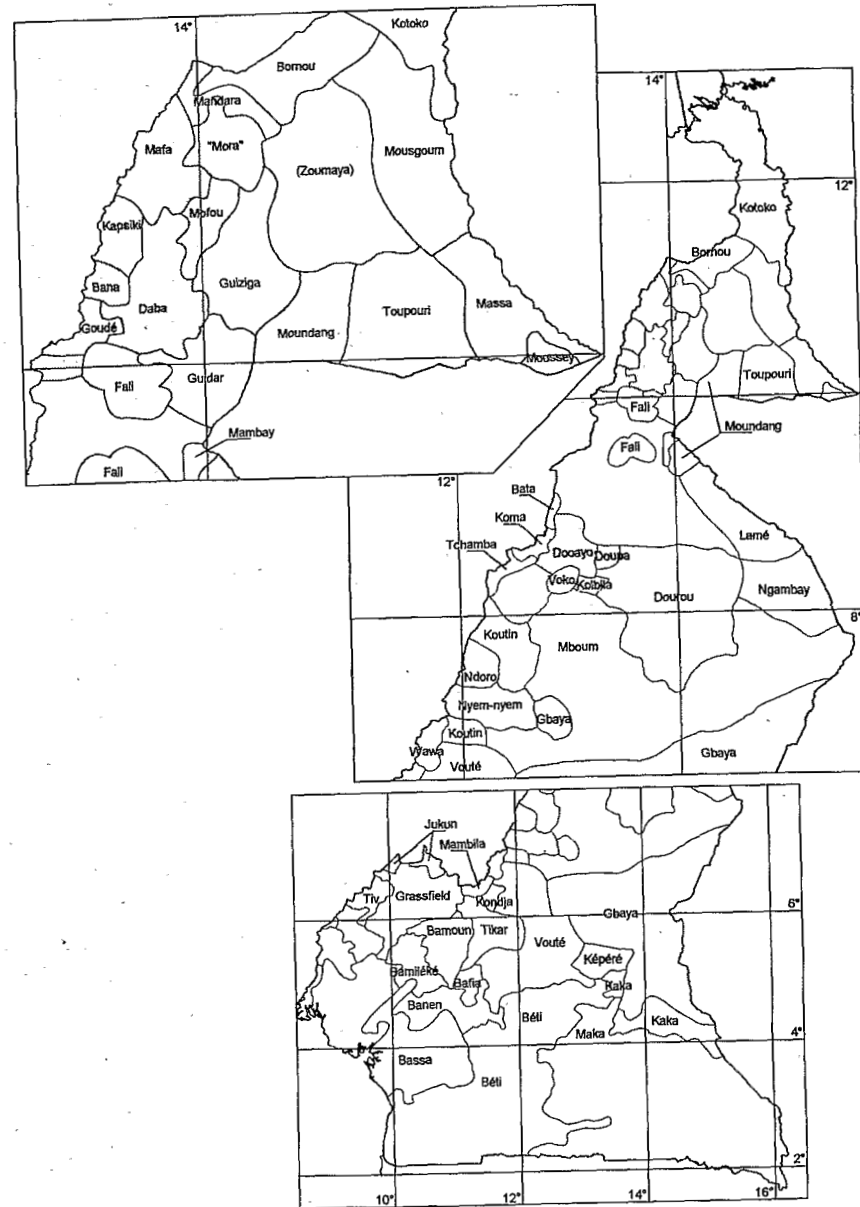 14°
Kotoko
Bornou
Mandara
Mafa
"Mora"
(Zoumaya)
Mousgoum
Kapsiki
Mofou
Bana
Daba
Guiziga
Goudé
Moundang
Toupouri
Massa
Moussey
Fali
Guidar
Mambay
Fali
14°
12°
Kotoko
Bornou
Toupouri
Fali
Moundang
Fali
12°
Bata
Koma
Tchamba
Dooayo
Doupa
Lamé
Voko
Kolbila
Dourou
Ngambay
8°
Koutin
Mboum
Ndoro
Nyem-nyem
Gbaya
Koutin
Wawa
Vouté
Gbaya
Jukun
Mambila
Tiv
Grassfield
Kondja
Gbaya
6°
Bamoun
Tikar
Vouté
Képéré
Bamiléké
Bafia
Kaka
Banen
Béti
Maka
Kaka
4°
Bassa
Béti
2°
10°
12°
14°
16°